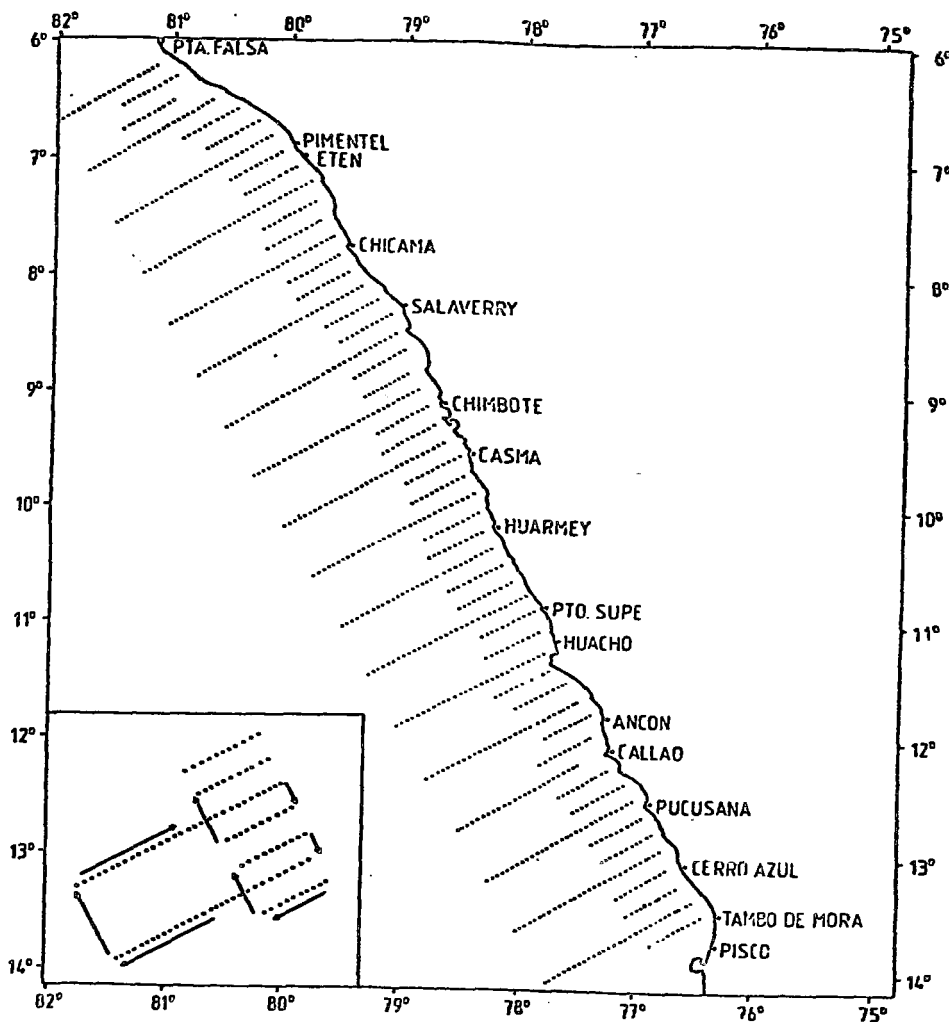 82° 81° 80° 79° 78° 77° 76° 75°
6° PTA. FALSA 6°
PIMENTEL
7° ETEN 7°
CHICAMA
8° 8°
SALAVERRY
9° CHIMBOTE 9°
CASMA
10° HUARMEY 10°
11° PTO. SUPE 11°
HUACHO
12° ANCON 12°
CALLAO
PUCUSANA
13° CERRO AZUL 13°
TAMBO DE MORA
PISCO
14° 14°
82° 81° 80° 79° 78° 77° 76° 75°